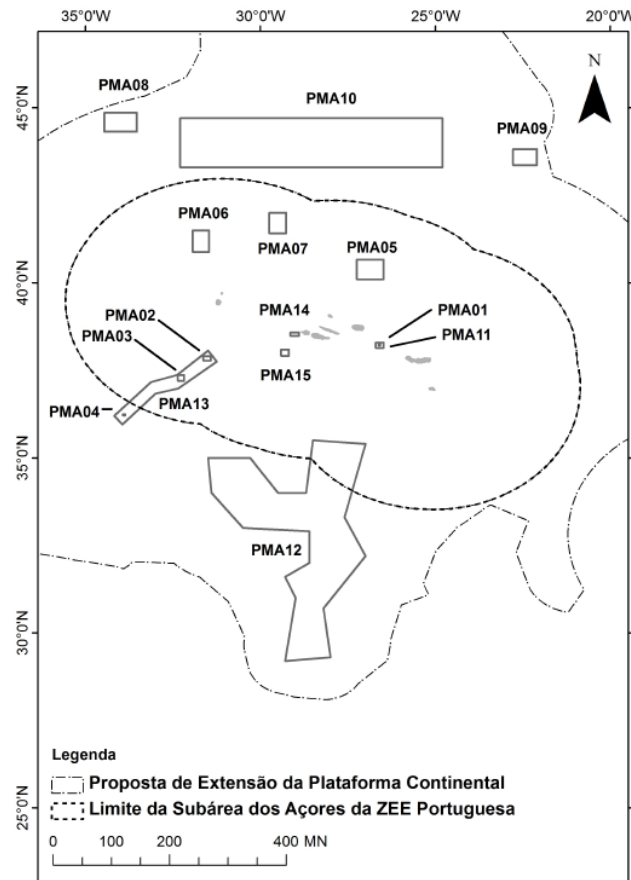 35°0'W 30°0'W 25°0'W 20°0'W
N
45°0'N
40°0'N
35°0'N
30°0'N
25°0'N
PMA08
PMA10
PMA09
PMA06
PMA07
PMA05
PMA02
PMA03
PMA14
PMA01
PMA11
PMA15
PMA04
PMA13
PMA12
Legenda
Proposta de Extensão da Plataforma Continental
Limite da Subárea dos Açores da ZEE Portuguesa
0 100 200 400 MN